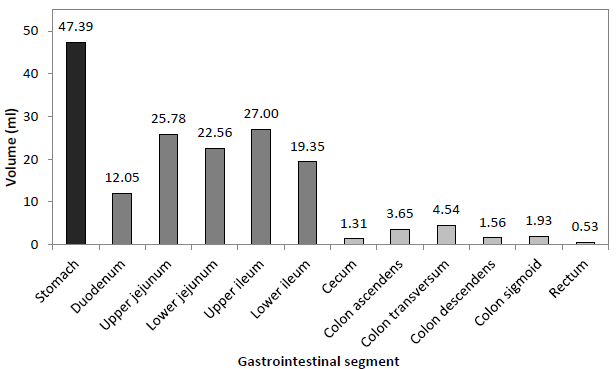 Volume (ml)
50
40
30
20
10
0
47.39
12.05
25.78
22.56
27.00
19.35
1.31
3.65
4.54
1.56
1.93
0.53
Stomach
Duodenum
Upper jejunum
Lower jejunum
Upper ileum
Lower ileum
Cecum
Colon ascendens
Colon transversum
Colon descendens
Colon sigmoid
Rectum
Gastrointestinal segment